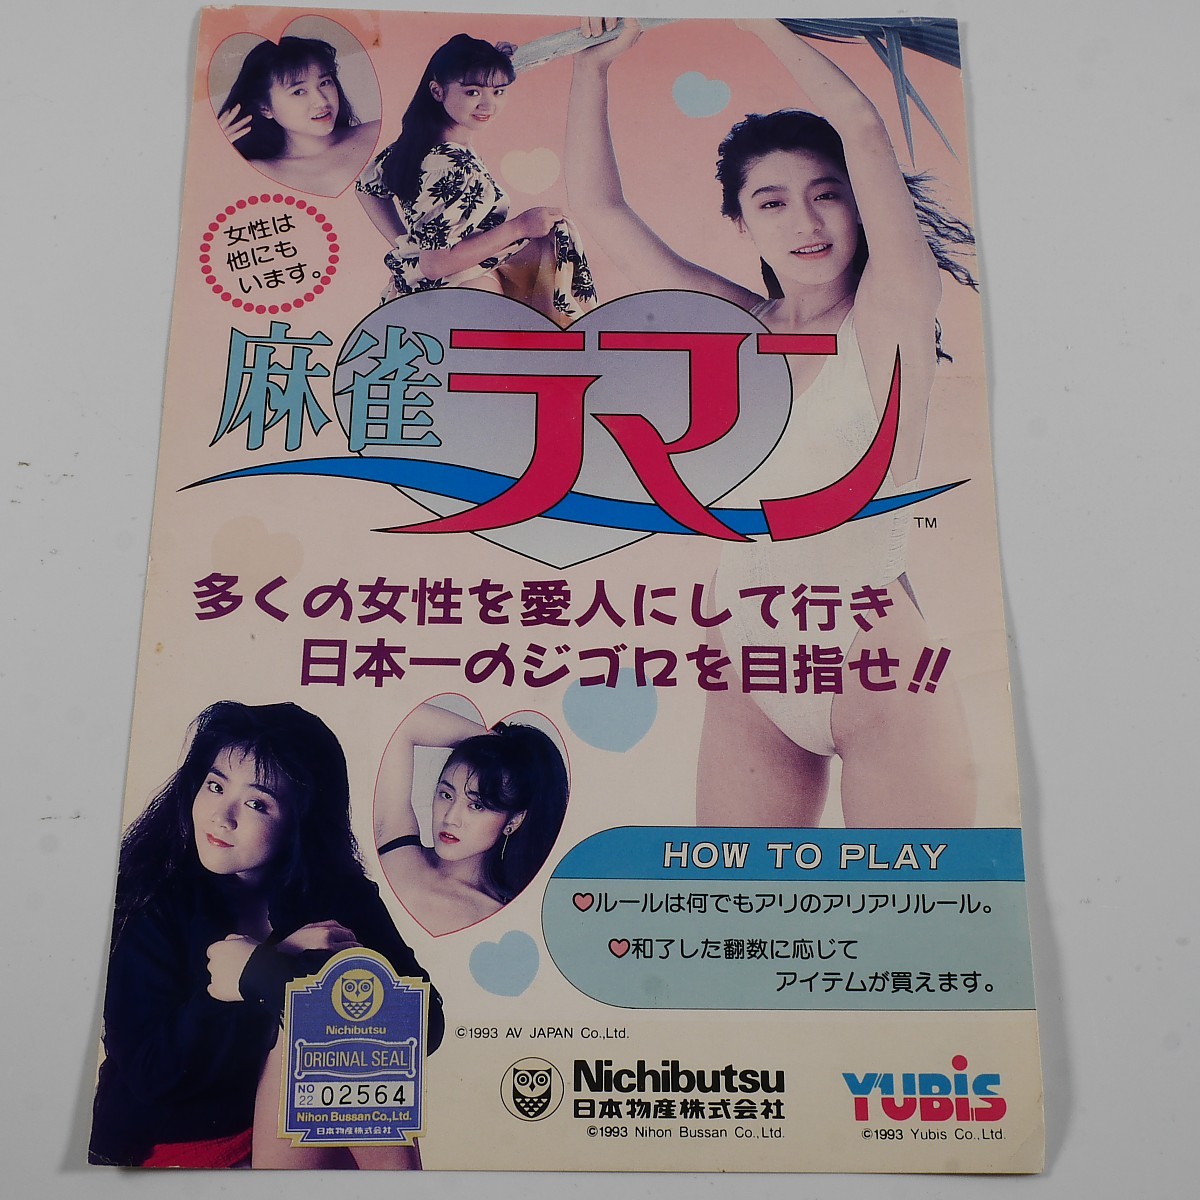 女性は
他にも
います。
麻雀ラマン
TM
多くの女性を愛人にして行き
日本一のジゴロを目指せ!!
HOW TO PLAY
♡ルールは何でもアリのアリアリルール。
♡和了した翻数に応じて
アイテムが買えます。
©1993 AV JAPAN Co.,Ltd.
Nichibutsu
ORIGINAL SEAL
NO 22 02564
Nihon Bussan Co., Ltd.
日本物産株式会社
Nichibutsu
日本物産株式会社
©1993 Nihon Bussan Co.,Ltd.
YUBiS
©1993 Yubis Co.,Ltd.